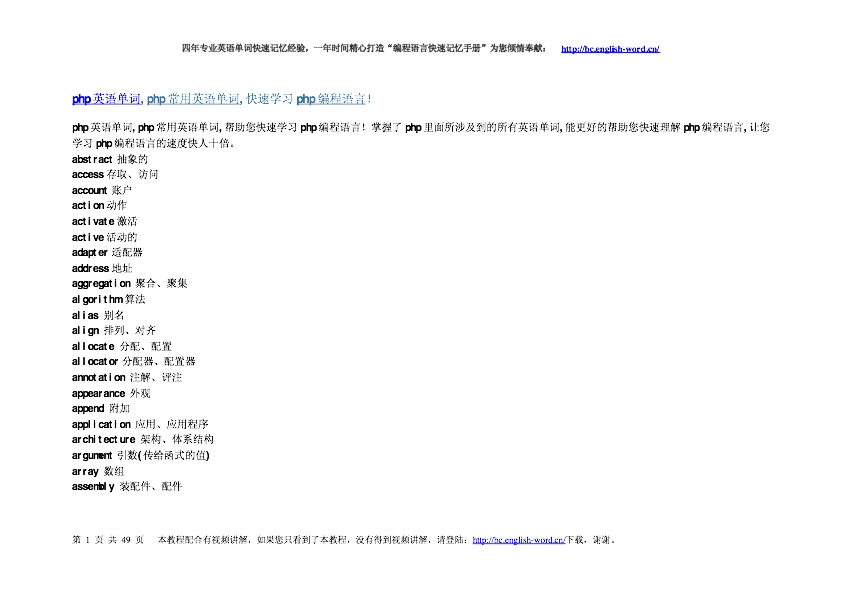 四年专业英语单词快速记忆经验，一年时间精心打造“编程语言快速记忆手册”为您倾情奉献： http://bc.english-word.cn/
php英语单词, php常用英语单词, 快速学习php编程语言!
php英语单词, php常用英语单词, 帮助您快速学习php编程语言! 掌握了php里面所涉及到的所有英语单词, 能更好的帮助您快速理解php编程语言, 让您
学习php编程语言的速度快人十倍。
abstract 抽象的
access 存取、访问
account 账户
action 动作
activate 激活
active 活动的
adapter 适配器
address 地址
aggregation 聚合、聚集
algorithm 算法
alias 别名
align 排列、对齐
allocate 分配、配置
allocator 分配器、配置器
annotation 注解、评注
appearance 外观
append 附加
application 应用、应用程序
architecture 架构、体系结构
argument 引数(传给函式的值)
array 数组
assembly 装配件、配件
第 1 页 共 49 页 本教程配合有视频讲解，如果您只看到了本教程，没有得到视频讲解，请登陆：http://bc.english-word.cn/下载，谢谢。